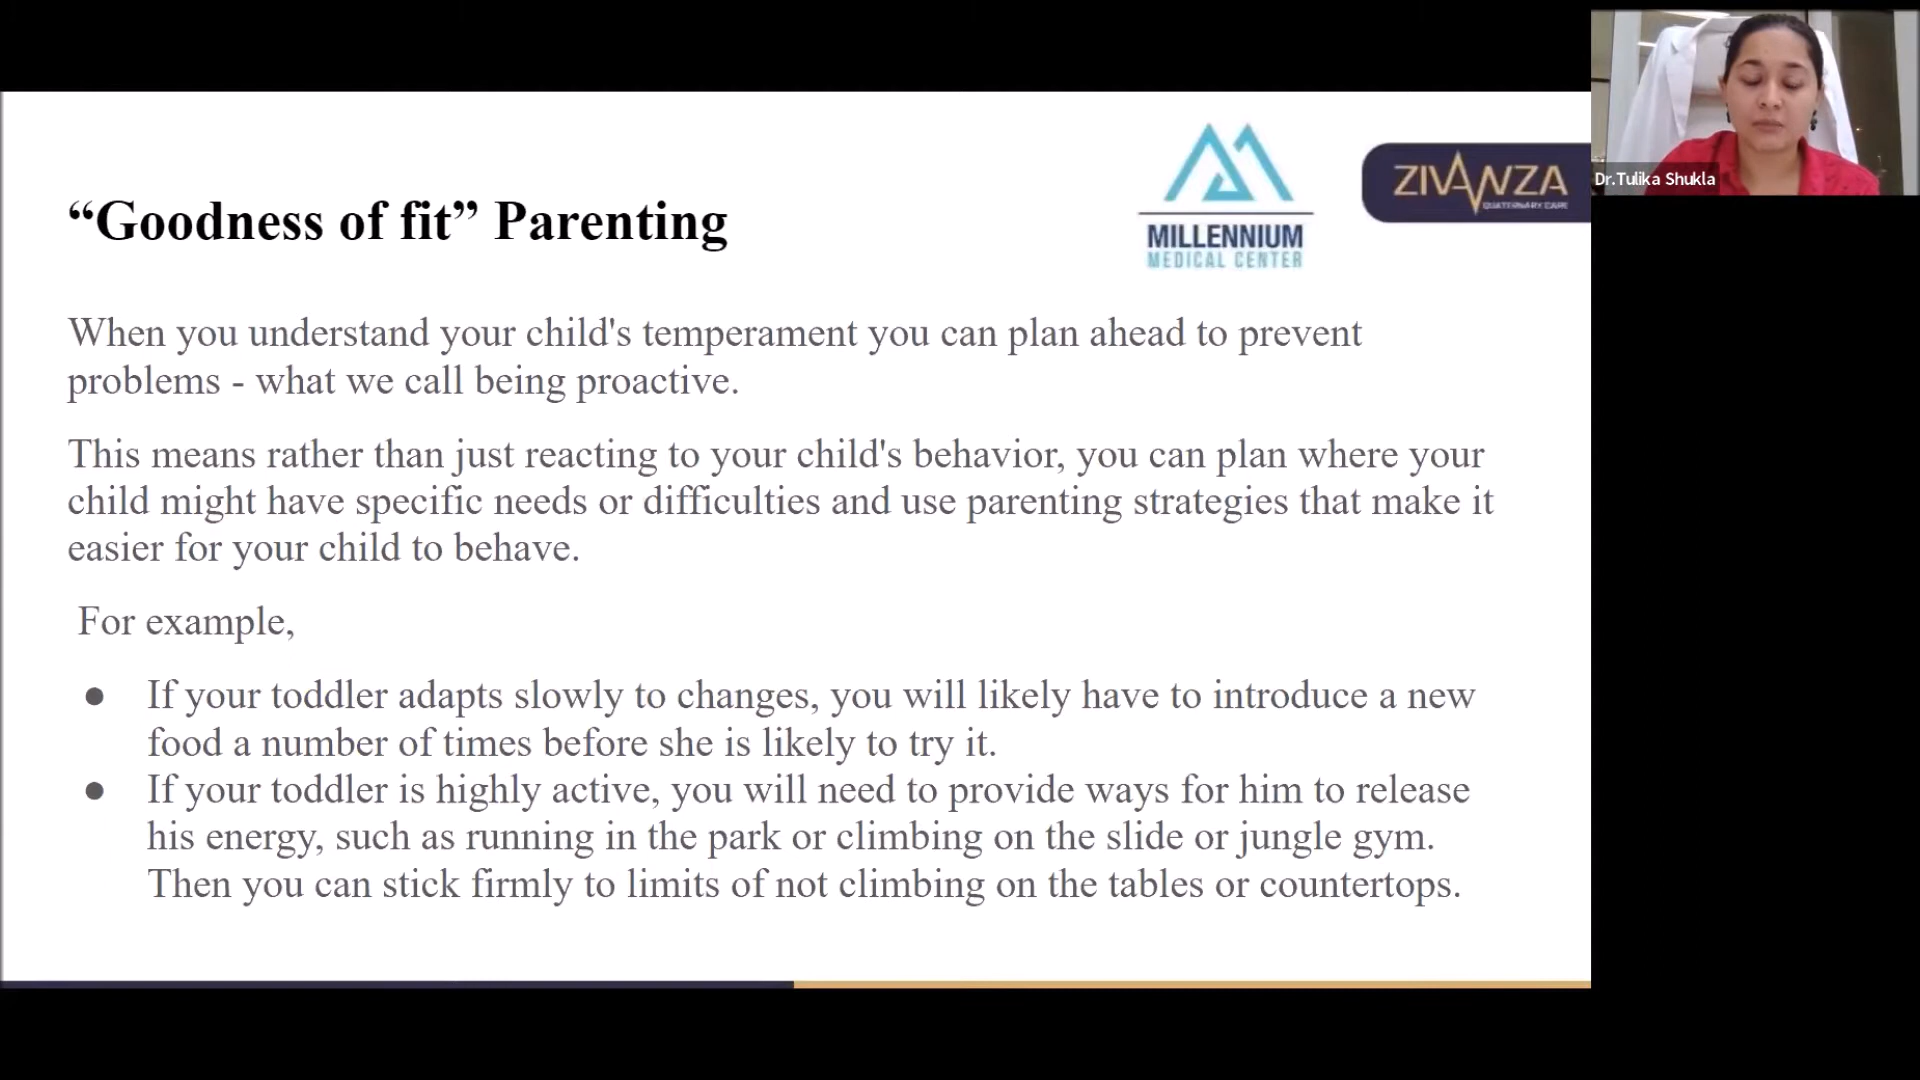 “Goodness of fit” Parenting
MILLENNIUM
MEDICAL CENTER
ZIVANZA
QUATERNARY CARE
Dr.Tulika Shukla
When you understand your child's temperament you can plan ahead to prevent
problems - what we call being proactive.
This means rather than just reacting to your child's behavior, you can plan where your
child might have specific needs or difficulties and use parenting strategies that make it
easier for your child to behave.
For example,
● If your toddler adapts slowly to changes, you will likely have to introduce a new
food a number of times before she is likely to try it.
● If your toddler is highly active, you will need to provide ways for him to release
his energy, such as running in the park or climbing on the slide or jungle gym.
Then you can stick firmly to limits of not climbing on the tables or countertops.